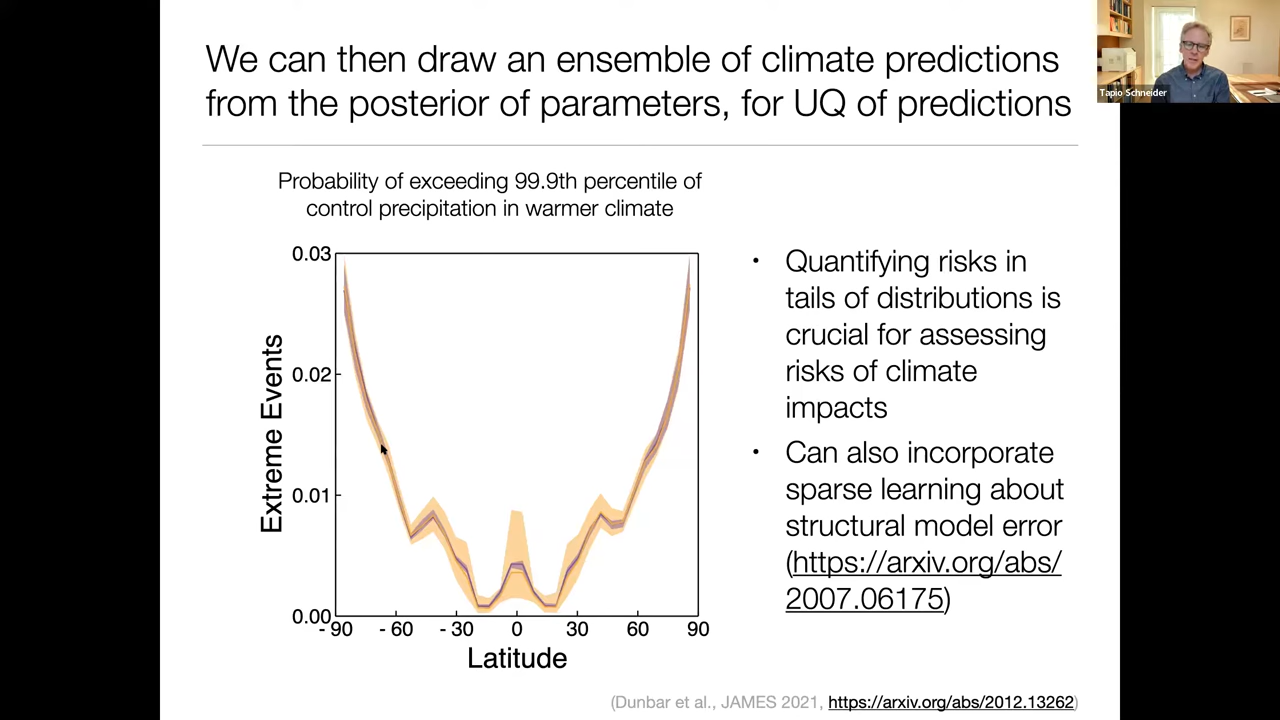 We can then draw an ensemble of climate predictions
from the posterior of parameters, for UQ of predictions
Tapio Schneider
Probability of exceeding 99.9th percentile of
control precipitation in warmer climate
0.03
0.02
0.01
0.00
Extreme Events
-90 -60 -30 0 30 60 90
Latitude
• Quantifying risks in
tails of distributions is
crucial for assessing
risks of climate
impacts
• Can also incorporate
sparse learning about
structural model error
(https://arxiv.org/abs/
2007.06175)
(Dunbar et al., JAMES 2021, https://arxiv.org/abs/2012.13262)